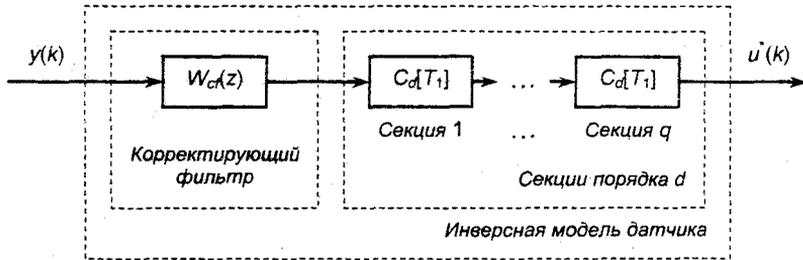 y(k)
W_cf(z)
C_d[T_1]
...
C_d[T_1]
u*(k)
Секция 1
...
Секция q
Корректирующий
фильтр
Секции порядка d
Инверсная модель датчика